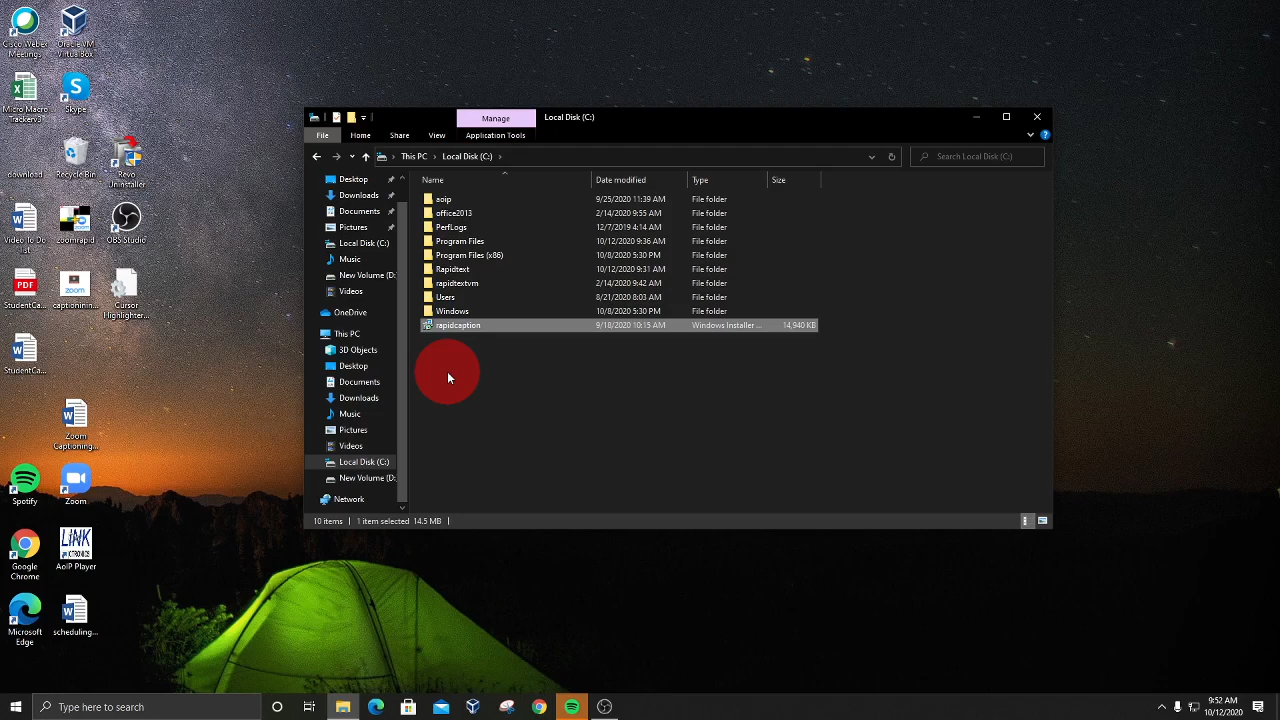 Cisco Webex
Meetings
Oracle VM
VirtualBox
Micro Macro
Trackerv3
Skype
download
Recycle Bin
Revo
Uninstaller
Video To Do
List
zoomrapid
OBS Studio
PDF
StudentCa...
zoom
Cursor
Highlighter...
StudentCa...
Zoom
Captioning...
Spotify
Zoom
Google
Chrome
LINK
AoIP Player
Microsoft
Edge
scheduling...
Manage
Local Disk (C:)
File
Home
Share
View
Application Tools
This PC
Local Disk (C:)
Search Local Disk (C:)
Name
Date modified
Type
Size
Desktop
Downloads
Documents
Pictures
Local Disk (C:)
Music
New Volume (D:
Videos
OneDrive
This PC
3D Objects
Desktop
Documents
Downloads
Music
Pictures
Videos
Local Disk (C:)
New Volume (D:
Network
aoip 9/25/2020 11:39 AM File folder
office2013 2/14/2020 9:55 AM File folder
PerfLogs 12/7/2019 4:14 AM File folder
Program Files 10/12/2020 9:36 AM File folder
Program Files (x86) 10/8/2020 5:30 PM File folder
Rapidtext 10/12/2020 9:31 AM File folder
rapidtextvm 2/14/2020 9:42 AM File folder
Users 8/21/2020 8:03 AM File folder
Windows 10/8/2020 5:30 PM File folder
rapidcaption 9/18/2020 10:15 AM Windows Installer ... 14,940 KB
10 items
1 item selected 14.5 MB
Type here to search
9:52 AM
10/12/2020